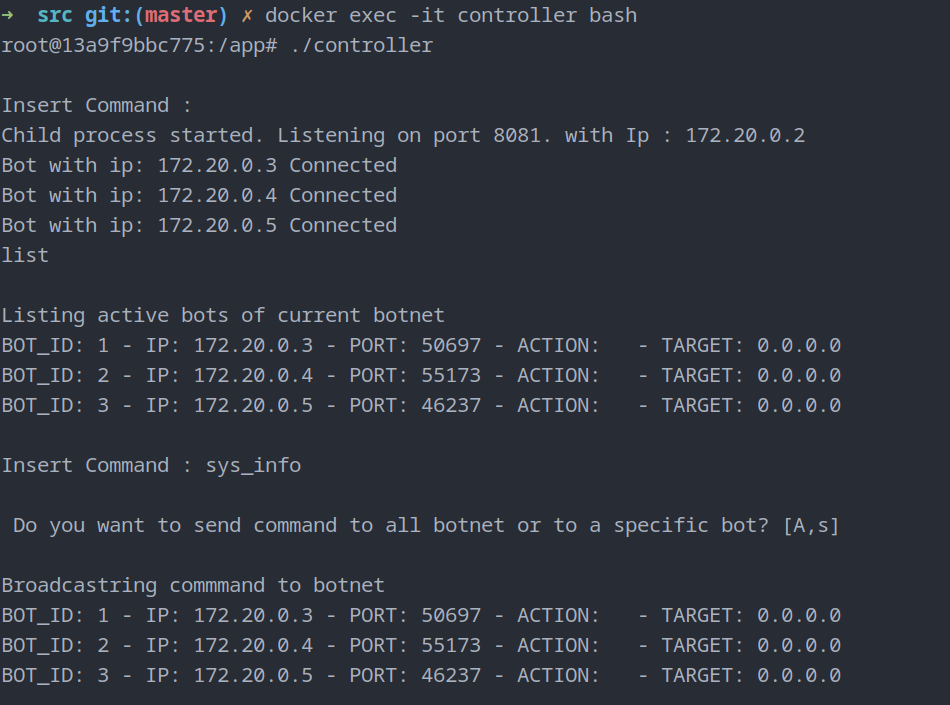 → src git:(master) ✗ docker exec -it controller bash
root@13a9f9bbc775:/app# ./controller
Insert Command :
Child process started. Listening on port 8081. with Ip : 172.20.0.2
Bot with ip: 172.20.0.3 Connected
Bot with ip: 172.20.0.4 Connected
Bot with ip: 172.20.0.5 Connected
list
Listing active bots of current botnet
BOT_ID: 1 - IP: 172.20.0.3 - PORT: 50697 - ACTION:   - TARGET: 0.0.0.0
BOT_ID: 2 - IP: 172.20.0.4 - PORT: 55173 - ACTION:   - TARGET: 0.0.0.0
BOT_ID: 3 - IP: 172.20.0.5 - PORT: 46237 - ACTION:   - TARGET: 0.0.0.0
Insert Command : sys_info
Do you want to send command to all botnet or to a specific bot? [A,s]
Broadcastring commmand to botnet
BOT_ID: 1 - IP: 172.20.0.3 - PORT: 50697 - ACTION:   - TARGET: 0.0.0.0
BOT_ID: 2 - IP: 172.20.0.4 - PORT: 55173 - ACTION:   - TARGET: 0.0.0.0
BOT_ID: 3 - IP: 172.20.0.5 - PORT: 46237 - ACTION:   - TARGET: 0.0.0.0